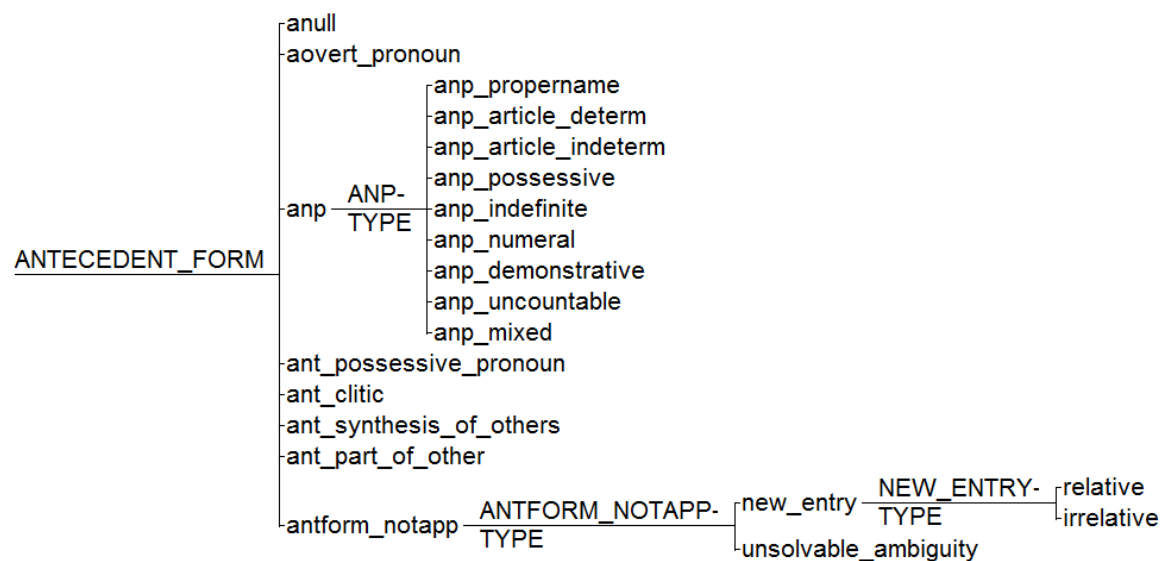 anull
aovert_pronoun
anp_propername
anp_article_determ
anp_article_indeterm
anp_possessive
anp ANP-TYPE anp_indefinite
anp_numeral
ANTECEDENT_FORM anp_demonstrative
anp_uncountable
anp_mixed
ant_possessive_pronoun
ant_clitic
ant_synthesis_of_others
ant_part_of_other
antform_notapp ANTFORM_NOTAPP-TYPE new_entry NEW_ENTRY-TYPE relative
irrelative
unsolvable_ambiguity